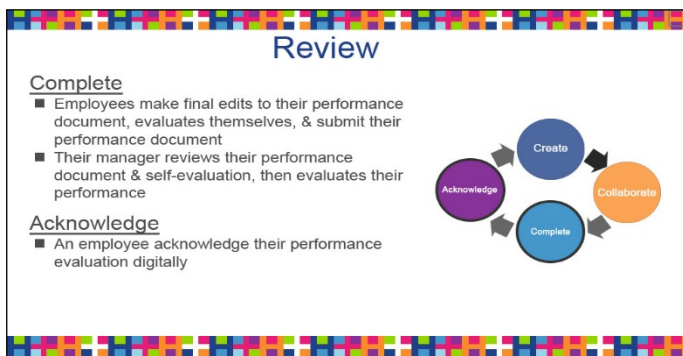 Review
Complete
Employees make final edits to their performance
document, evaluates themselves, & submit their
performance document
Their manager reviews their performance
document & self-evaluation, then evaluates their
performance
Acknowledge
An employee acknowledge their performance
evaluation digitally
Create
Collaborate
Complete
Acknowledge